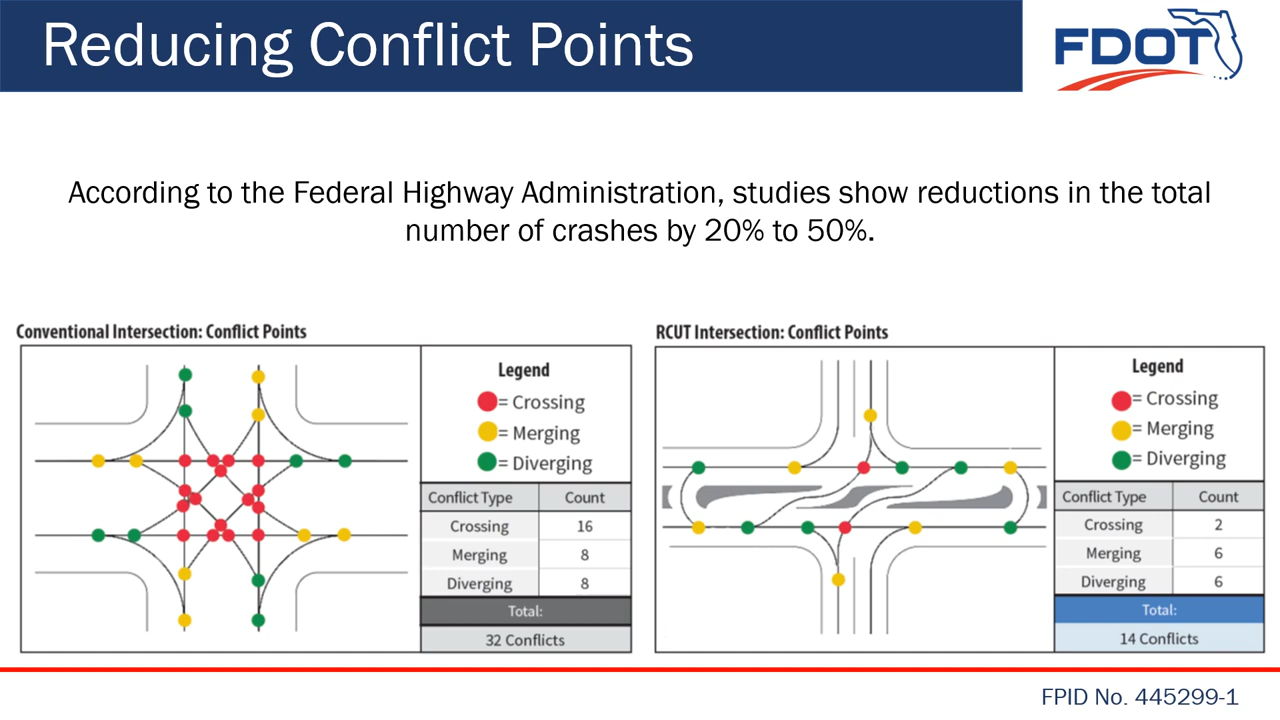 Reducing Conflict Points
FDOT
According to the Federal Highway Administration, studies show reductions in the total
number of crashes by 20% to 50%.
Conventional Intersection: Conflict Points
Legend
= Crossing
= Merging
= Diverging
Conflict Type Count
Crossing 16
Merging 8
Diverging 8
Total:
32 Conflicts
RCUT Intersection: Conflict Points
Legend
= Crossing
= Merging
= Diverging
Conflict Type Count
Crossing 2
Merging 6
Diverging 6
Total:
14 Conflicts
FPID No. 445299-1